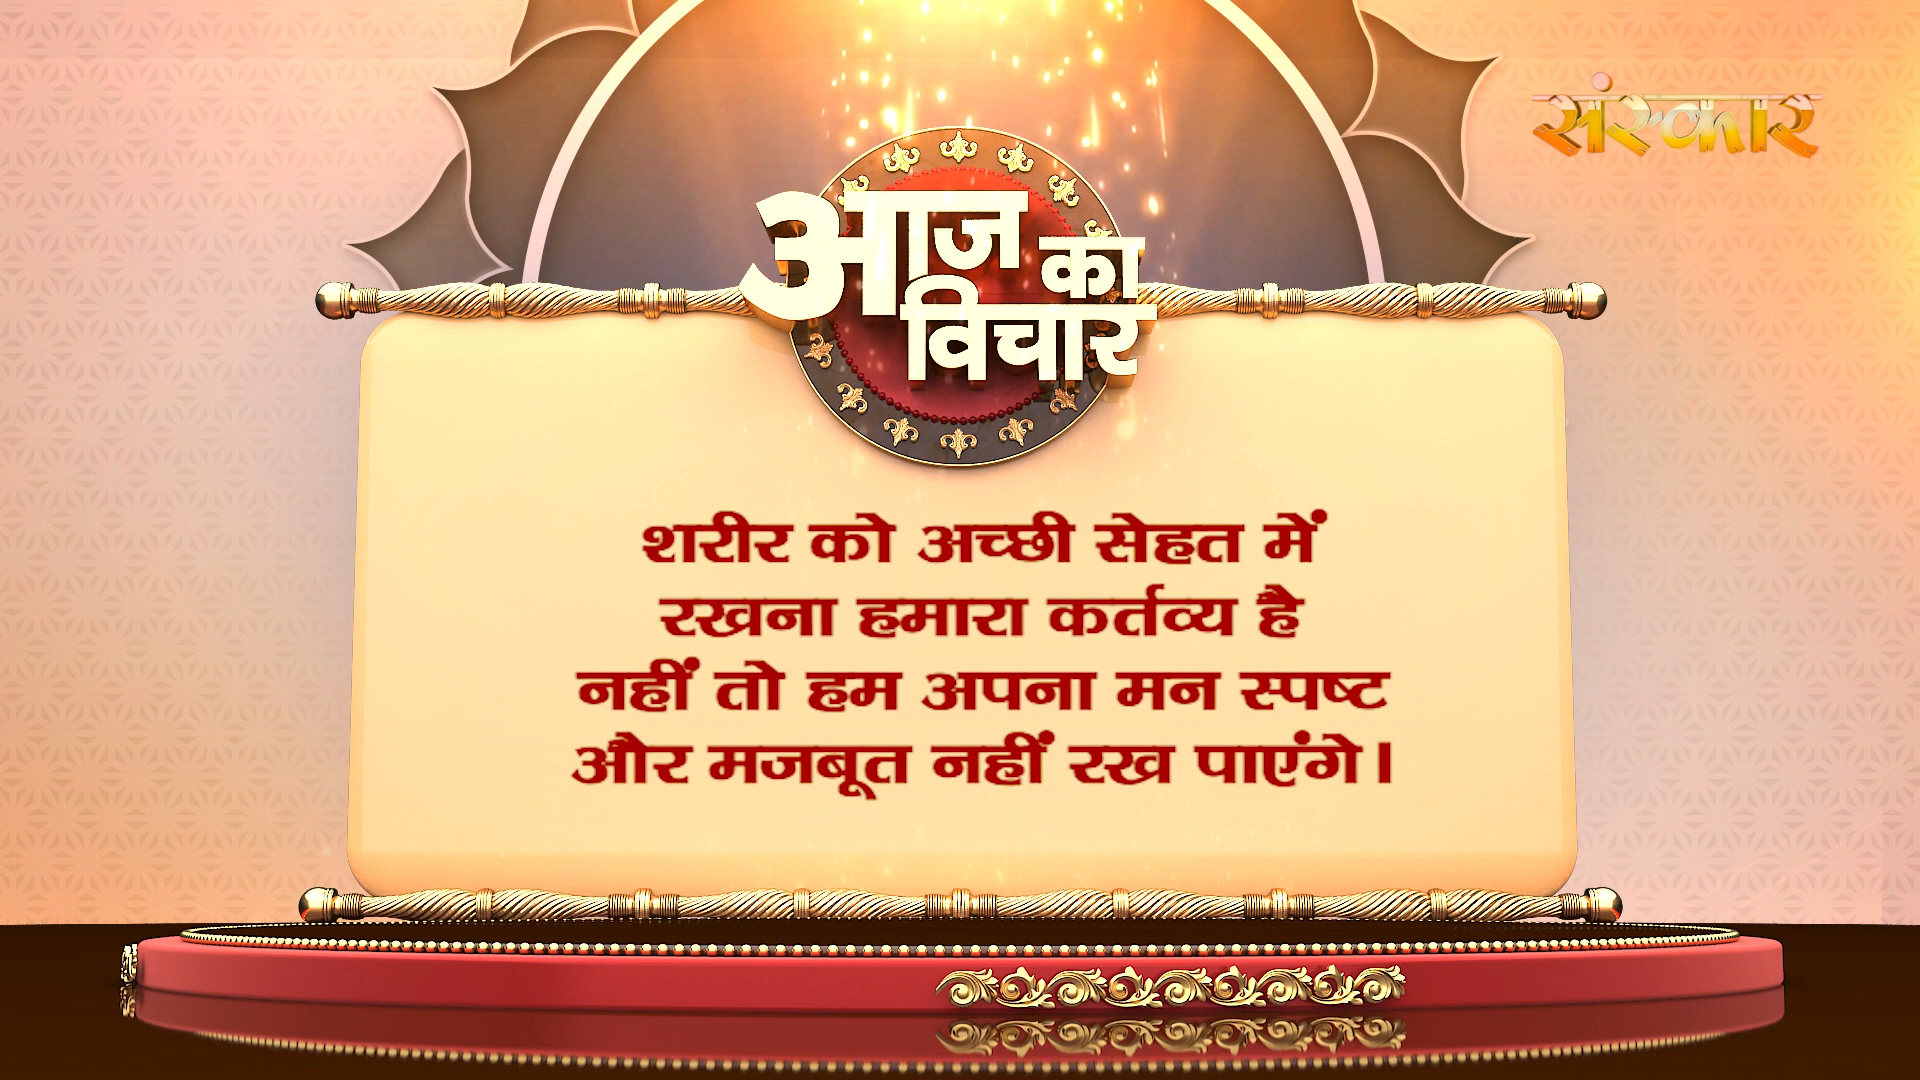 संस्कार
आज का
विचार
शरीर को अच्छी सेहत में
रखना हमारा कर्तव्य है
नहीं तो हम अपना मन स्पष्ट
और मजबूत नहीं रख पाएंगे।